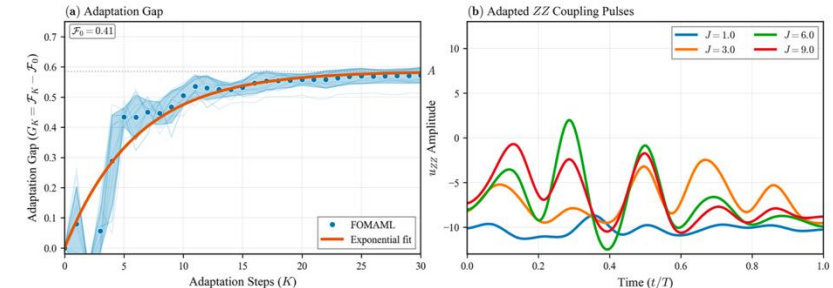 (a) Adaptation Gap
F₀ = 0.41
Adaptation Gap (G_K = F_K − F₀)
0.7
0.6
0.5
0.4
0.3
0.2
0.1
0.0
A
FOMAML
Exponential fit
0 5 10 15 20 25 30
Adaptation Steps (K)
(b) Adapted ZZ Coupling Pulses
J = 1.0 J = 6.0
J = 3.0 J = 9.0
u_ZZ Amplitude
10
5
0
−5
−10
0.0 0.2 0.4 0.6 0.8 1.0
Time (t/T)